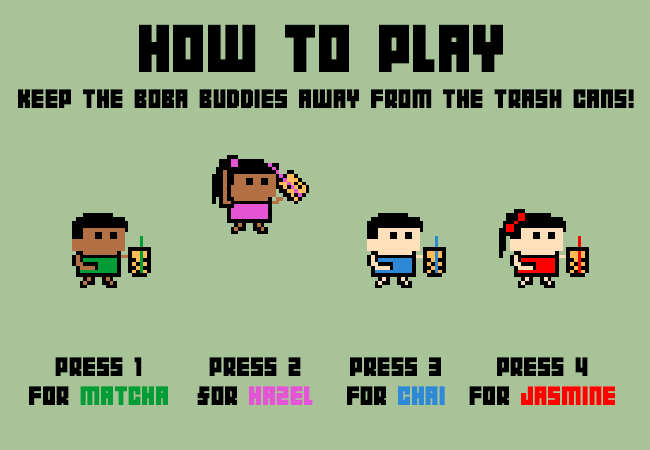 HOW TO PLAY
KEEP THE BOBA BUDDIES AWAY FROM THE TRASH CANS!
PRESS 1 PRESS 2 PRESS 3 PRESS 4
FOR MATCHA FOR HAZEL FOR CHAI FOR JASMINE